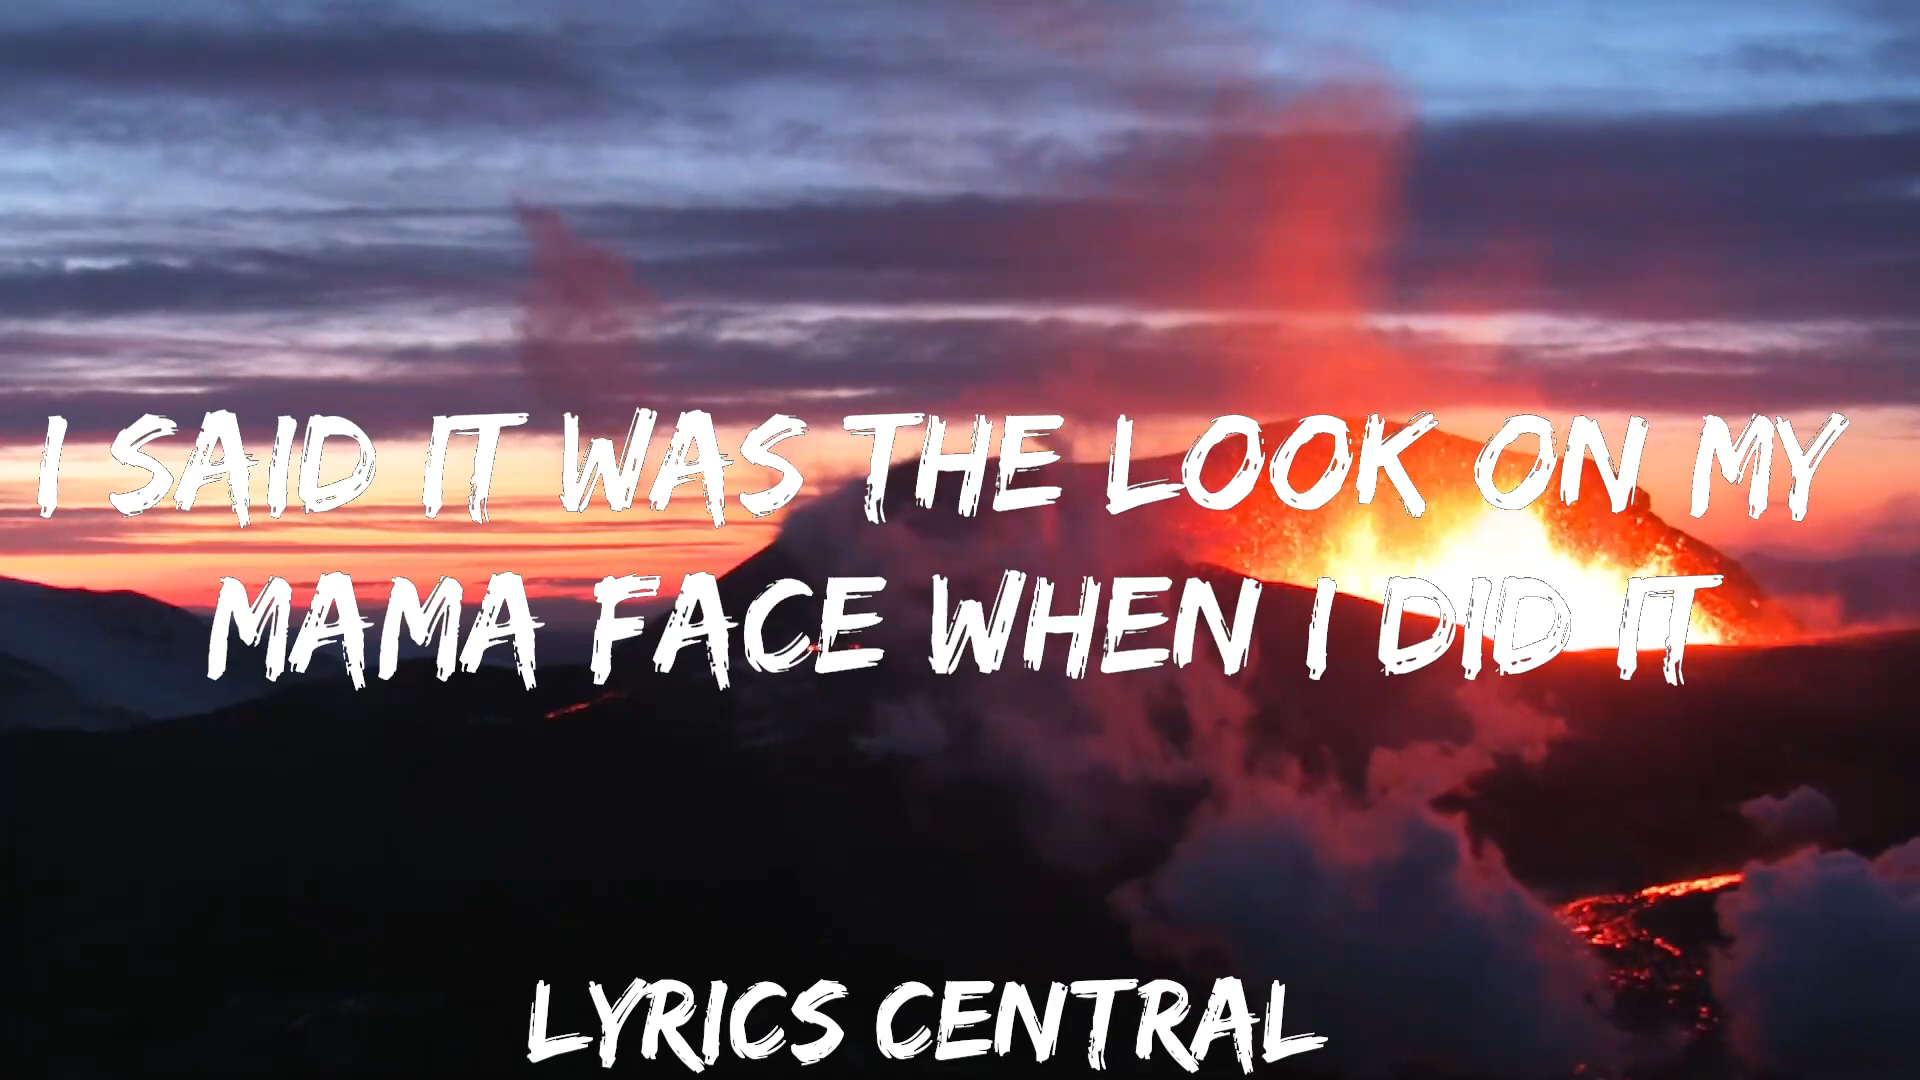 I SAID IT WAS THE LOOK ON MY
MAMA FACE WHEN I DID IT
LYRICS CENTRAL